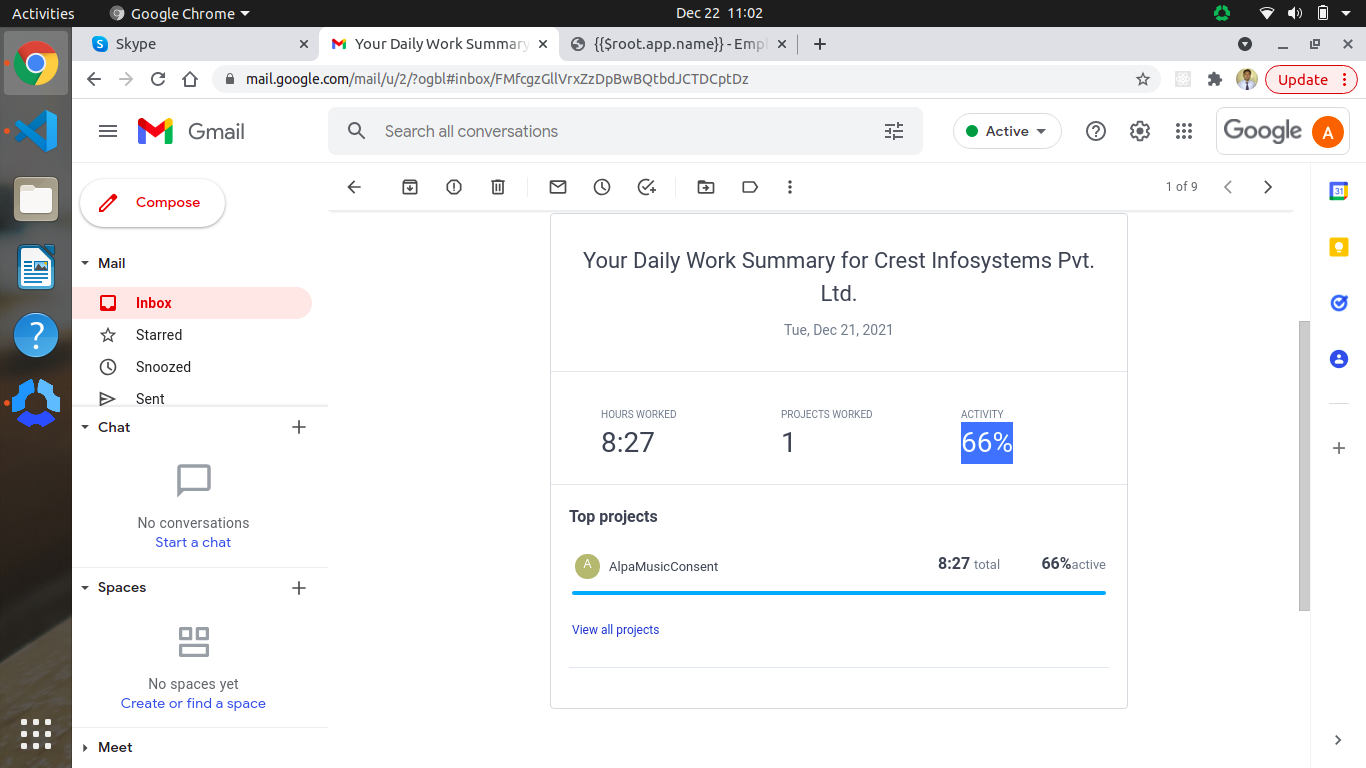 Activities
Google Chrome
Dec 22 11:02
Skype
Your Daily Work Summary
{{$root.app.name}} - Empl
mail.google.com/mail/u/2/?ogbl#inbox/FMfcgzGllVrxZzDpBwBQtbdJCTDCptDz
Update
Gmail
Search all conversations
Active
Google
A
Compose
1 of 9
31
Mail
Inbox
Starred
Snoozed
Sent
Chat
No conversations
Start a chat
Spaces
No spaces yet
Create or find a space
Meet
Your Daily Work Summary for Crest Infosystems Pvt.
Ltd.
Tue, Dec 21, 2021
HOURS WORKED PROJECTS WORKED ACTIVITY
8:27 1 66%
Top projects
A AlpaMusicConsent 8:27 total 66%active
View all projects